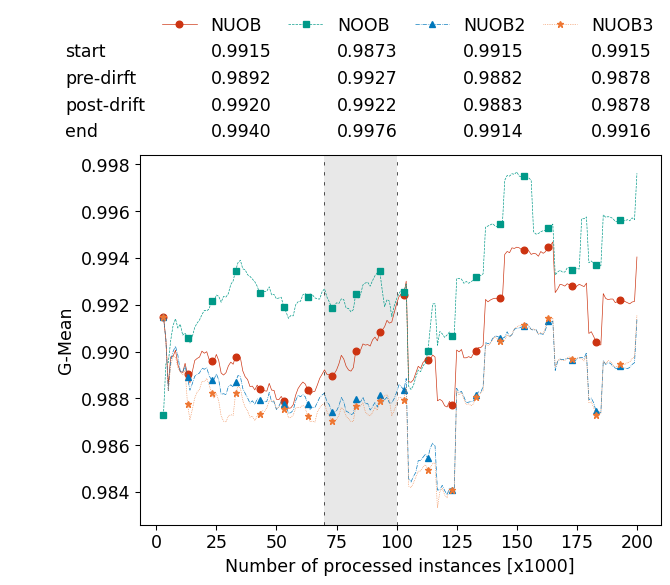 NUOB NOOB NUOB2 NUOB3
start 0.9915 0.9873 0.9915 0.9915
pre-dirft 0.9892 0.9927 0.9882 0.9878
post-drift 0.9920 0.9922 0.9883 0.9878
end 0.9940 0.9976 0.9914 0.9916
0.998
0.996
0.994
0.992
0.990
0.988
0.986
0.984
G-Mean
0 25 50 75 100 125 150 175 200
Number of processed instances [x1000]